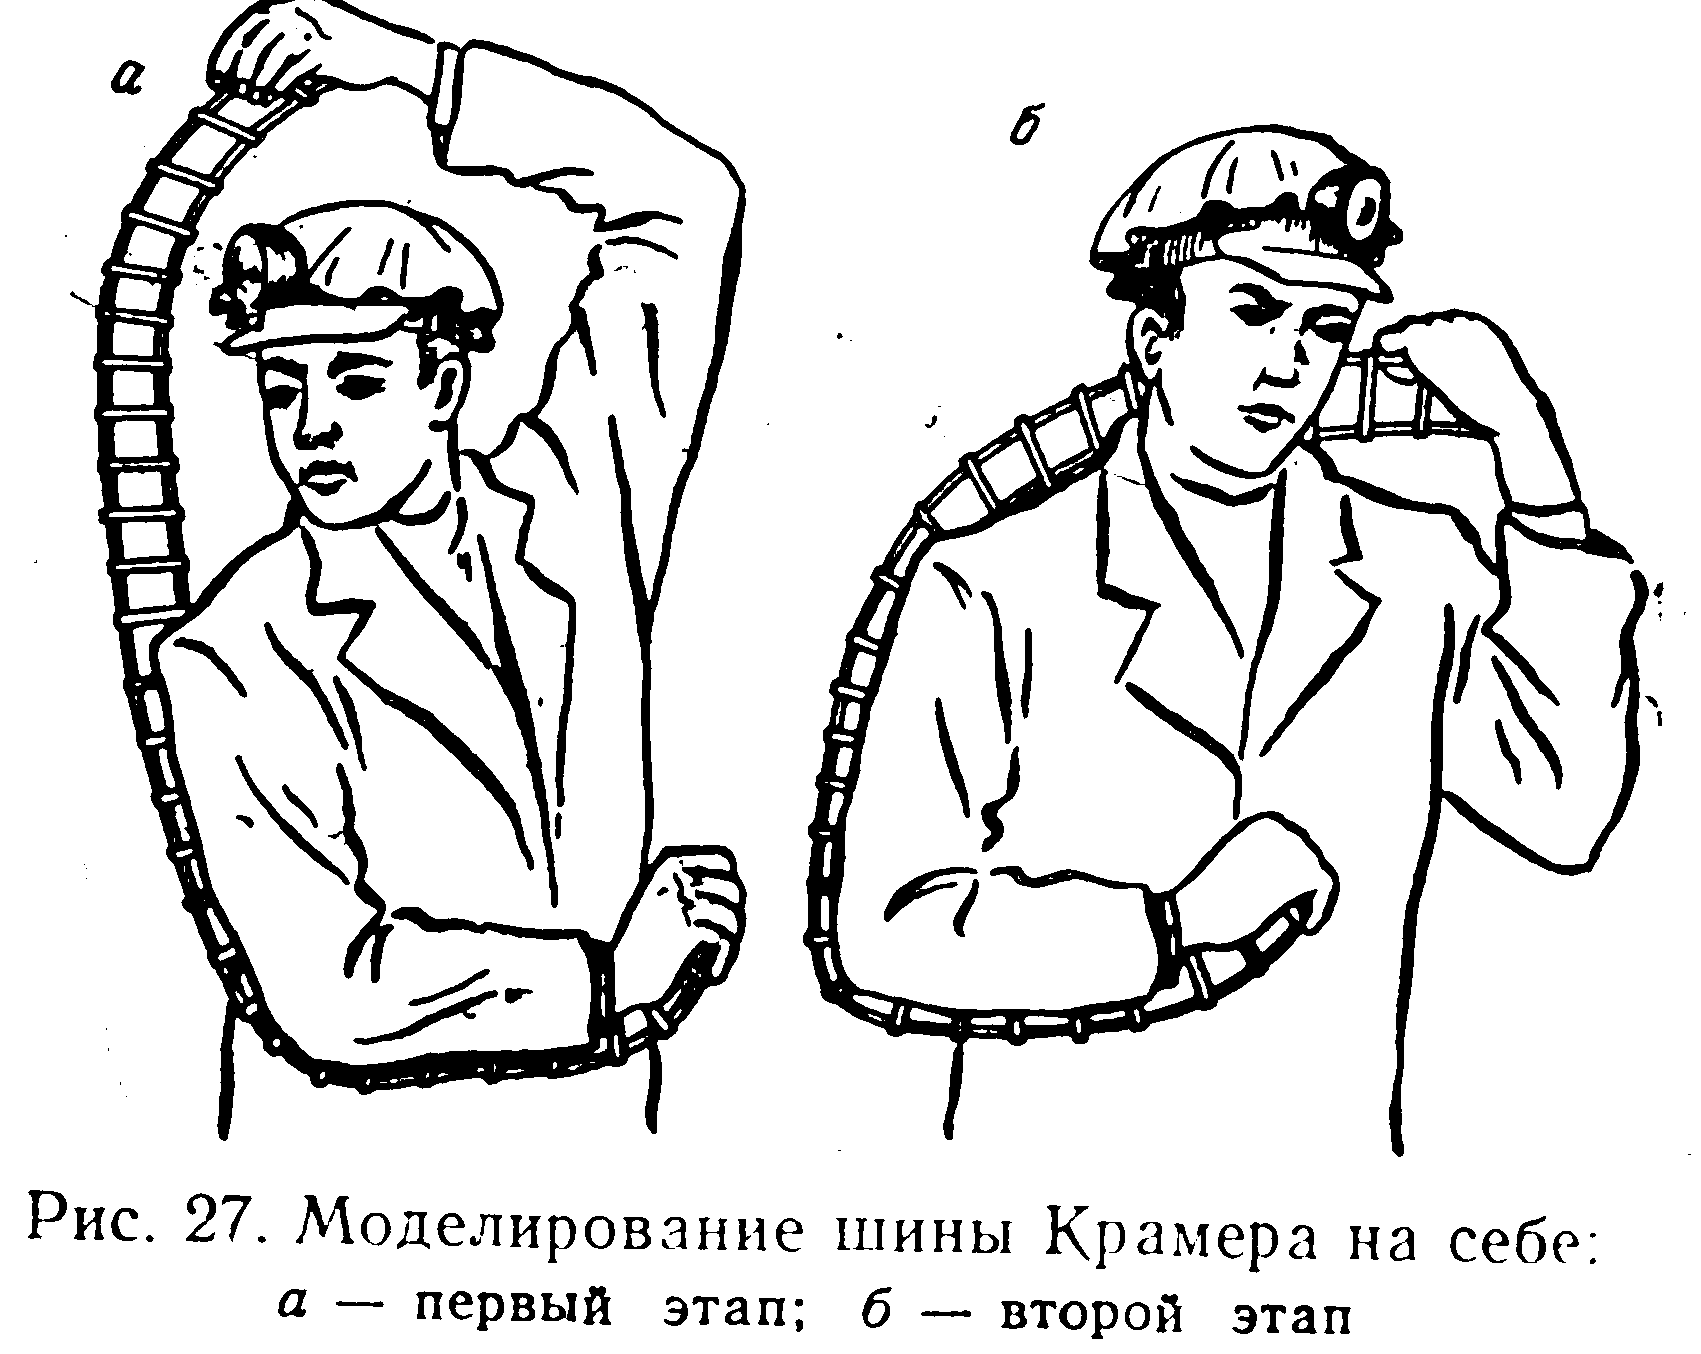 а
б
Рис. 27. Моделирование шины Крамера на себе:
а — первый этап; б — второй этап